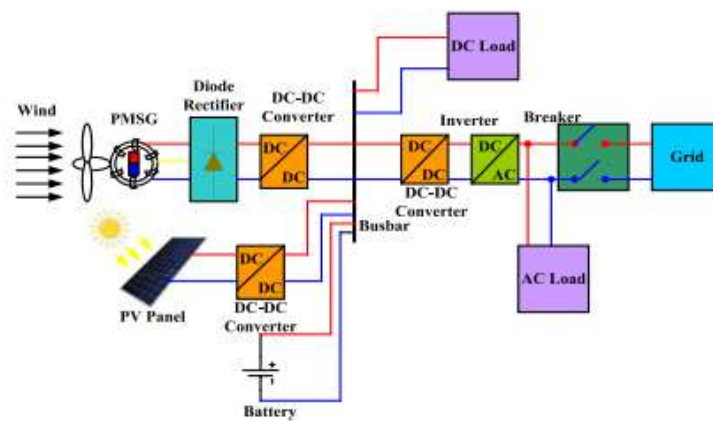 DC Load
Diode
Rectifier
DC-DC
Converter
Wind
PMSG
Inverter
Breaker
DC
DC
DC
DC
DC
AC
Grid
DC-DC
Converter
Busbar
DC
DC
AC Load
PV Panel
DC-DC
Converter
+
Battery